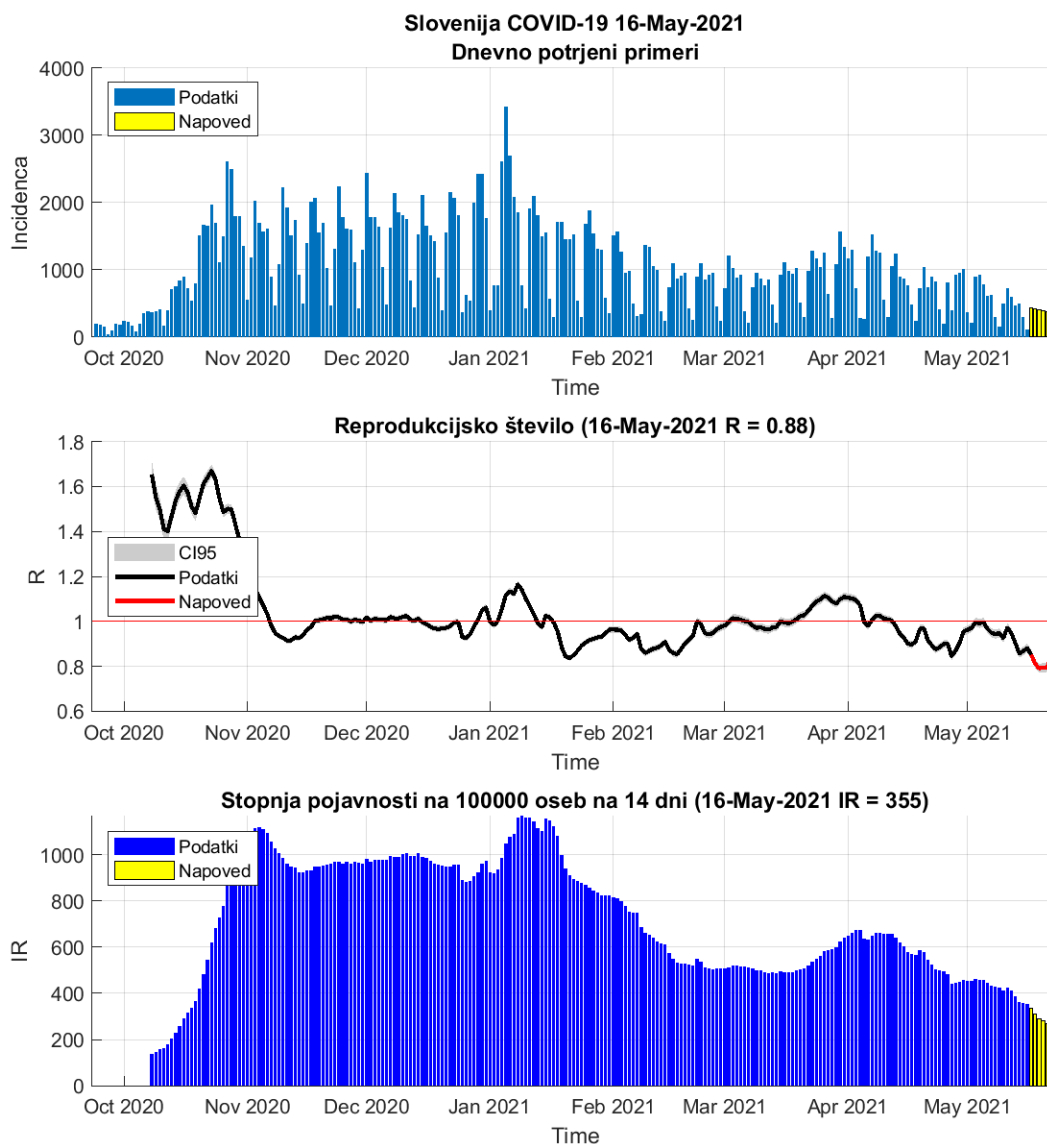 Slovenija COVID-19 16-May-2021
Dnevno potrjeni primeri
4000
3000
2000
1000
0
Incidenca
Podatki
Napoved
Oct 2020 Nov 2020 Dec 2020 Jan 2021 Feb 2021 Mar 2021 Apr 2021 May 2021
Time
Reprodukcijsko število (16-May-2021 R = 0.88)
1.8
1.6
1.4
1.2
1
0.8
0.6
R
CI95
Podatki
Napoved
Oct 2020 Nov 2020 Dec 2020 Jan 2021 Feb 2021 Mar 2021 Apr 2021 May 2021
Time
Stopnja pojavnosti na 100000 oseb na 14 dni (16-May-2021 IR = 355)
1000
800
600
400
200
0
IR
Podatki
Napoved
Oct 2020 Nov 2020 Dec 2020 Jan 2021 Feb 2021 Mar 2021 Apr 2021 May 2021
Time